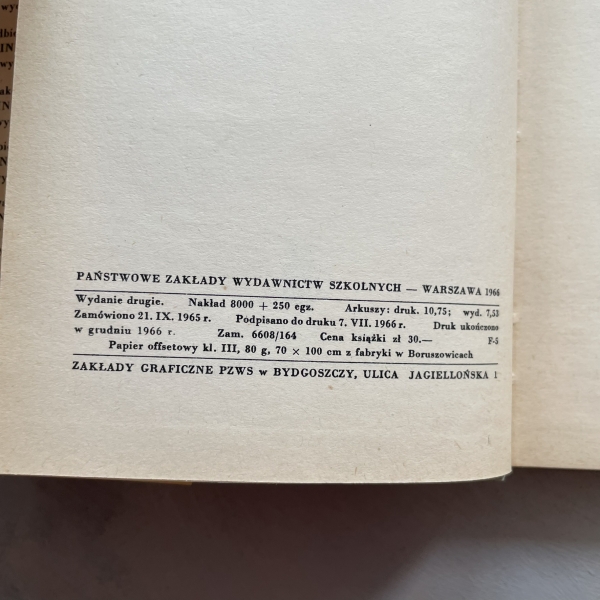 PAŃSTWOWE ZAKŁADY WYDAWNICTW SZKOLNYCH — WARSZAWA 1966
Wydanie drugie. Nakład 8000 + 250 egz. Arkuszy: druk. 10,75; wyd. 7,53
Zamówiono 21. IX. 1965 r. Podpisano do druku 7. VII. 1966 r. Druk ukończono
w grudniu 1966 r. Zam. 6608/164 Cena książki zł 30.— F-5
Papier offsetowy kl. III, 80 g, 70 × 100 cm z fabryki w Boruszowicach
ZAKŁADY GRAFICZNE PZWS w BYDGOSZCZY, ULICA JAGIELLOŃSKA 1